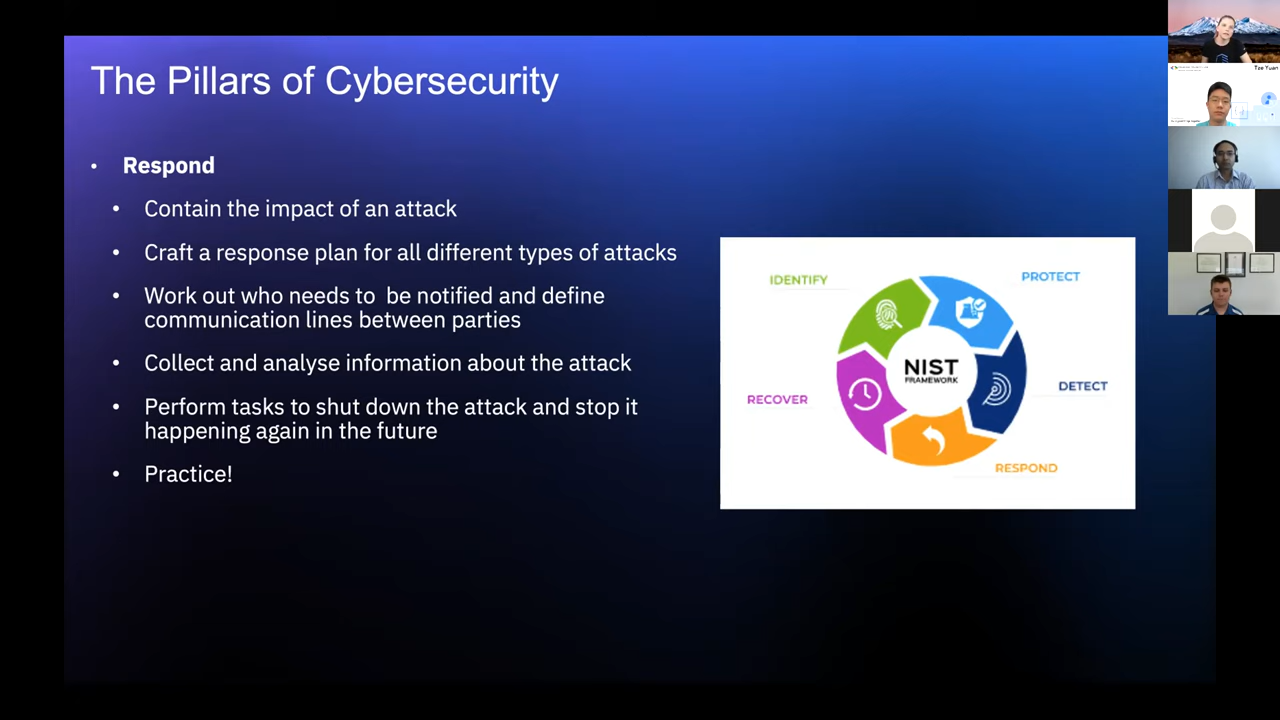 The Pillars of Cybersecurity
• Respond
• Contain the impact of an attack
• Craft a response plan for all different types of attacks
• Work out who needs to be notified and define
communication lines between parties
• Collect and analyse information about the attack
• Perform tasks to shut down the attack and stop it
happening again in the future
• Practice!
IDENTIFY
PROTECT
NIST
FRAMEWORK
DETECT
RECOVER
RESPOND
Tze Yuan